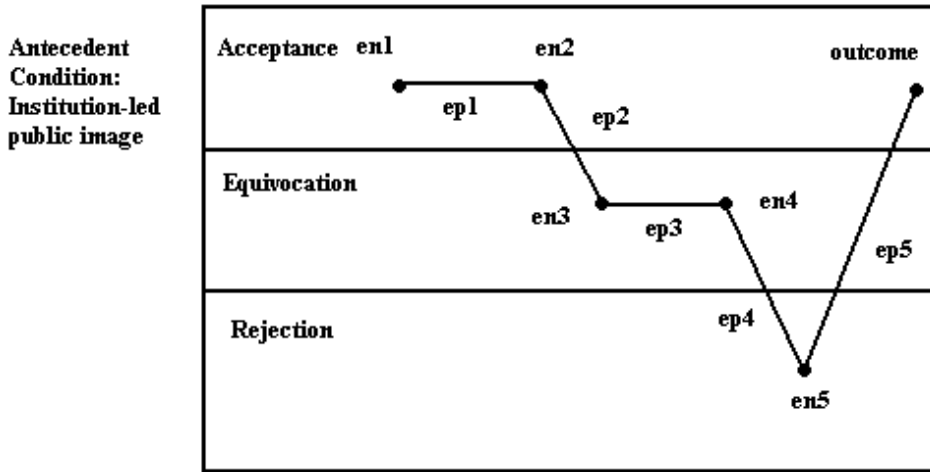 Antecedent
Condition:
Institution-led
public image
Acceptance
en1
en2
outcome
ep1
ep2
Equivocation
en3
ep3
en4
ep5
Rejection
ep4
en5